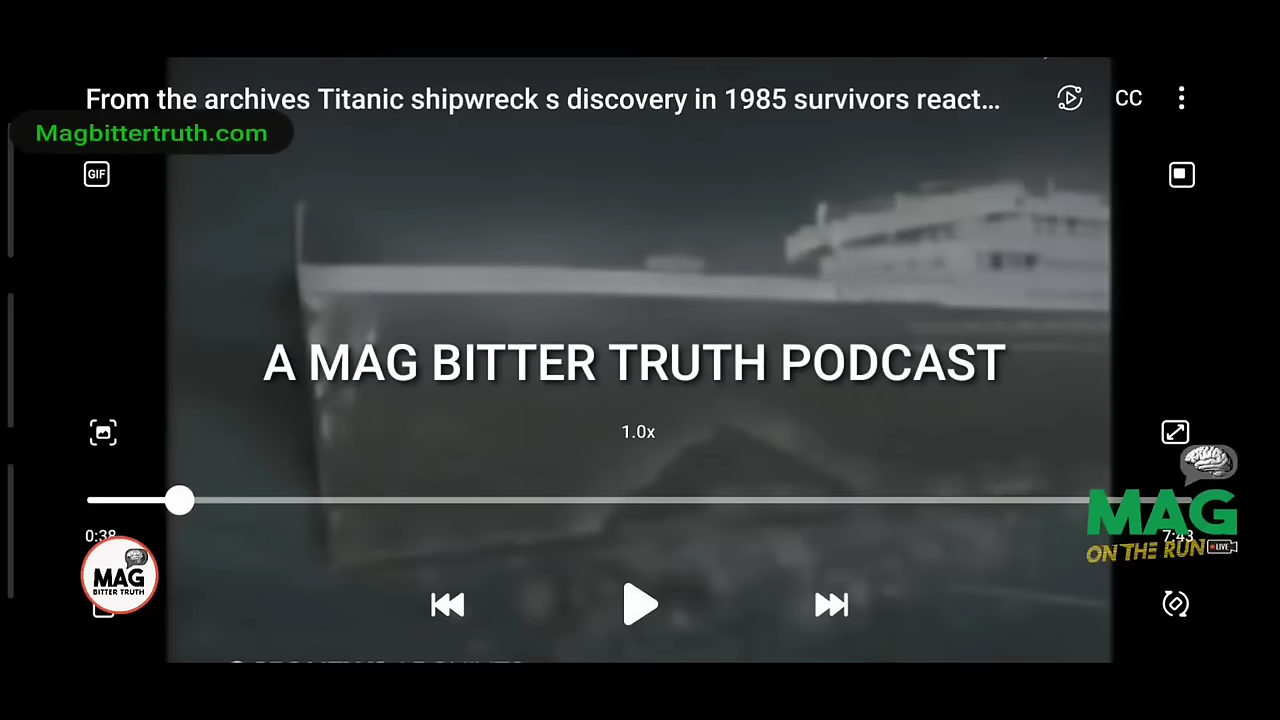 From the archives Titanic shipwreck s discovery in 1985 survivors react...
CC
Magbittertruth.com
GIF
A MAG BITTER TRUTH PODCAST
1.0x
0:38
7:43
MAG
ON THE RUN
LIVE
MAG
BITTER TRUTH